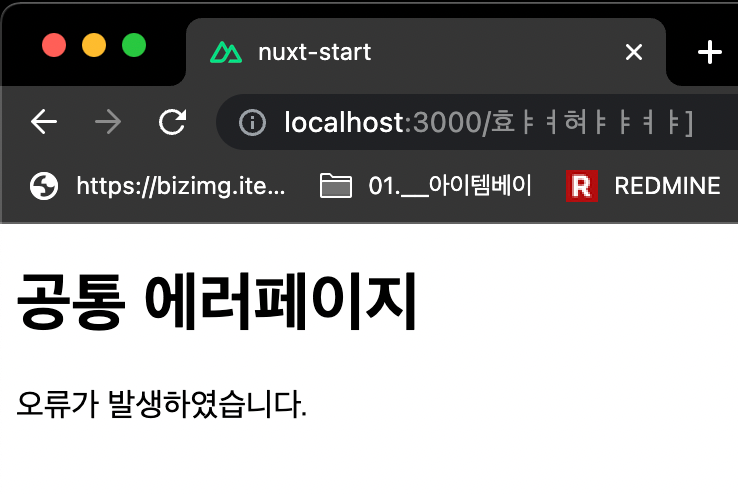 nuxt-start
localhost:3000/효ㅑㅕ혀ㅑㅑㅕㅑ]
https://bizimg.ite... 01.__아이템베이 R REDMINE
공통 에러페이지
오류가 발생하였습니다.